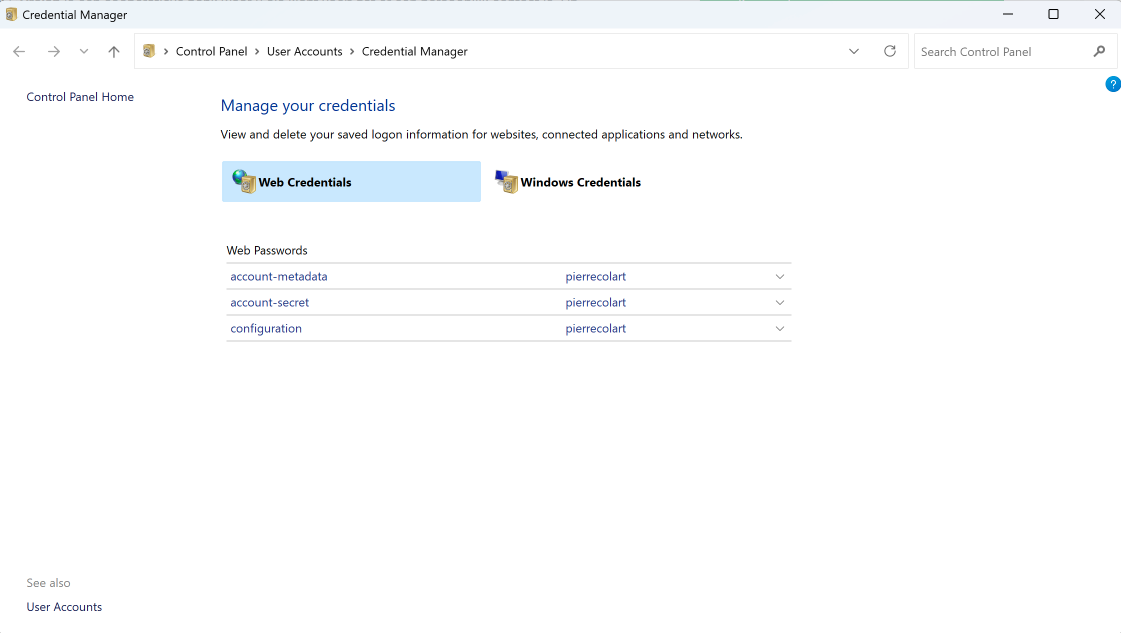 Credential Manager
Control Panel > User Accounts > Credential Manager
Search Control Panel
?
Control Panel Home
Manage your credentials
View and delete your saved logon information for websites, connected applications and networks.
Web Credentials
Windows Credentials
Web Passwords
account-metadata pierrecolart
account-secret pierrecolart
configuration pierrecolart
See also
User Accounts